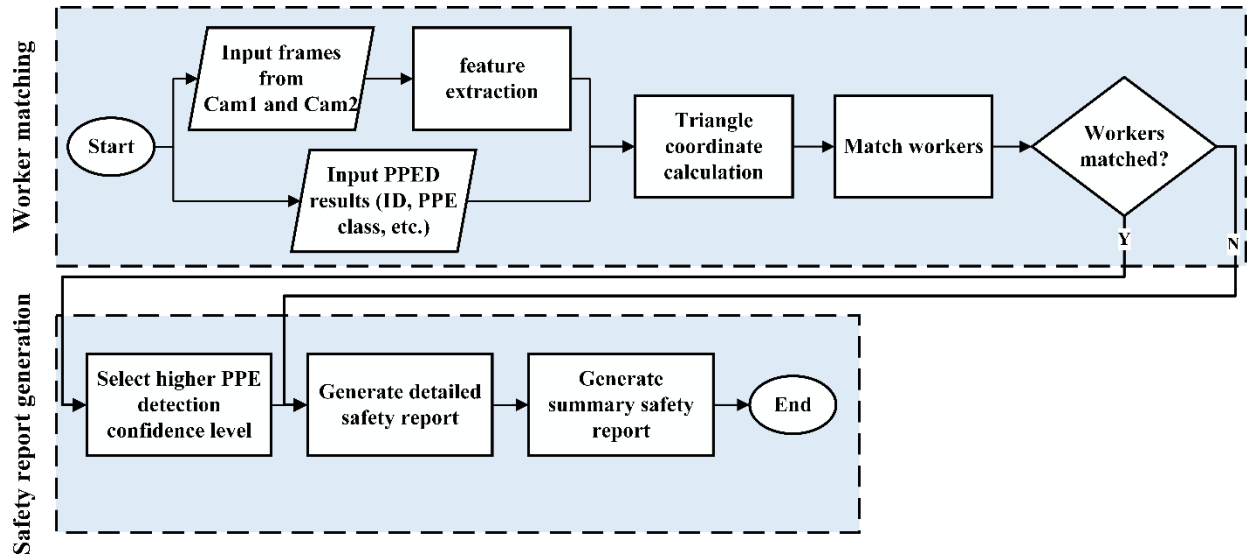 Worker matching
Start
Input frames
from
Cam1 and Cam2
feature
extraction
Input PPED
results (ID, PPE
class, etc.)
Triangle
coordinate
calculation
Match workers
Workers
matched?
Y
N
Safety report generation
Select higher PPE
detection
confidence level
Generate detailed
safety report
Generate
summary safety
report
End